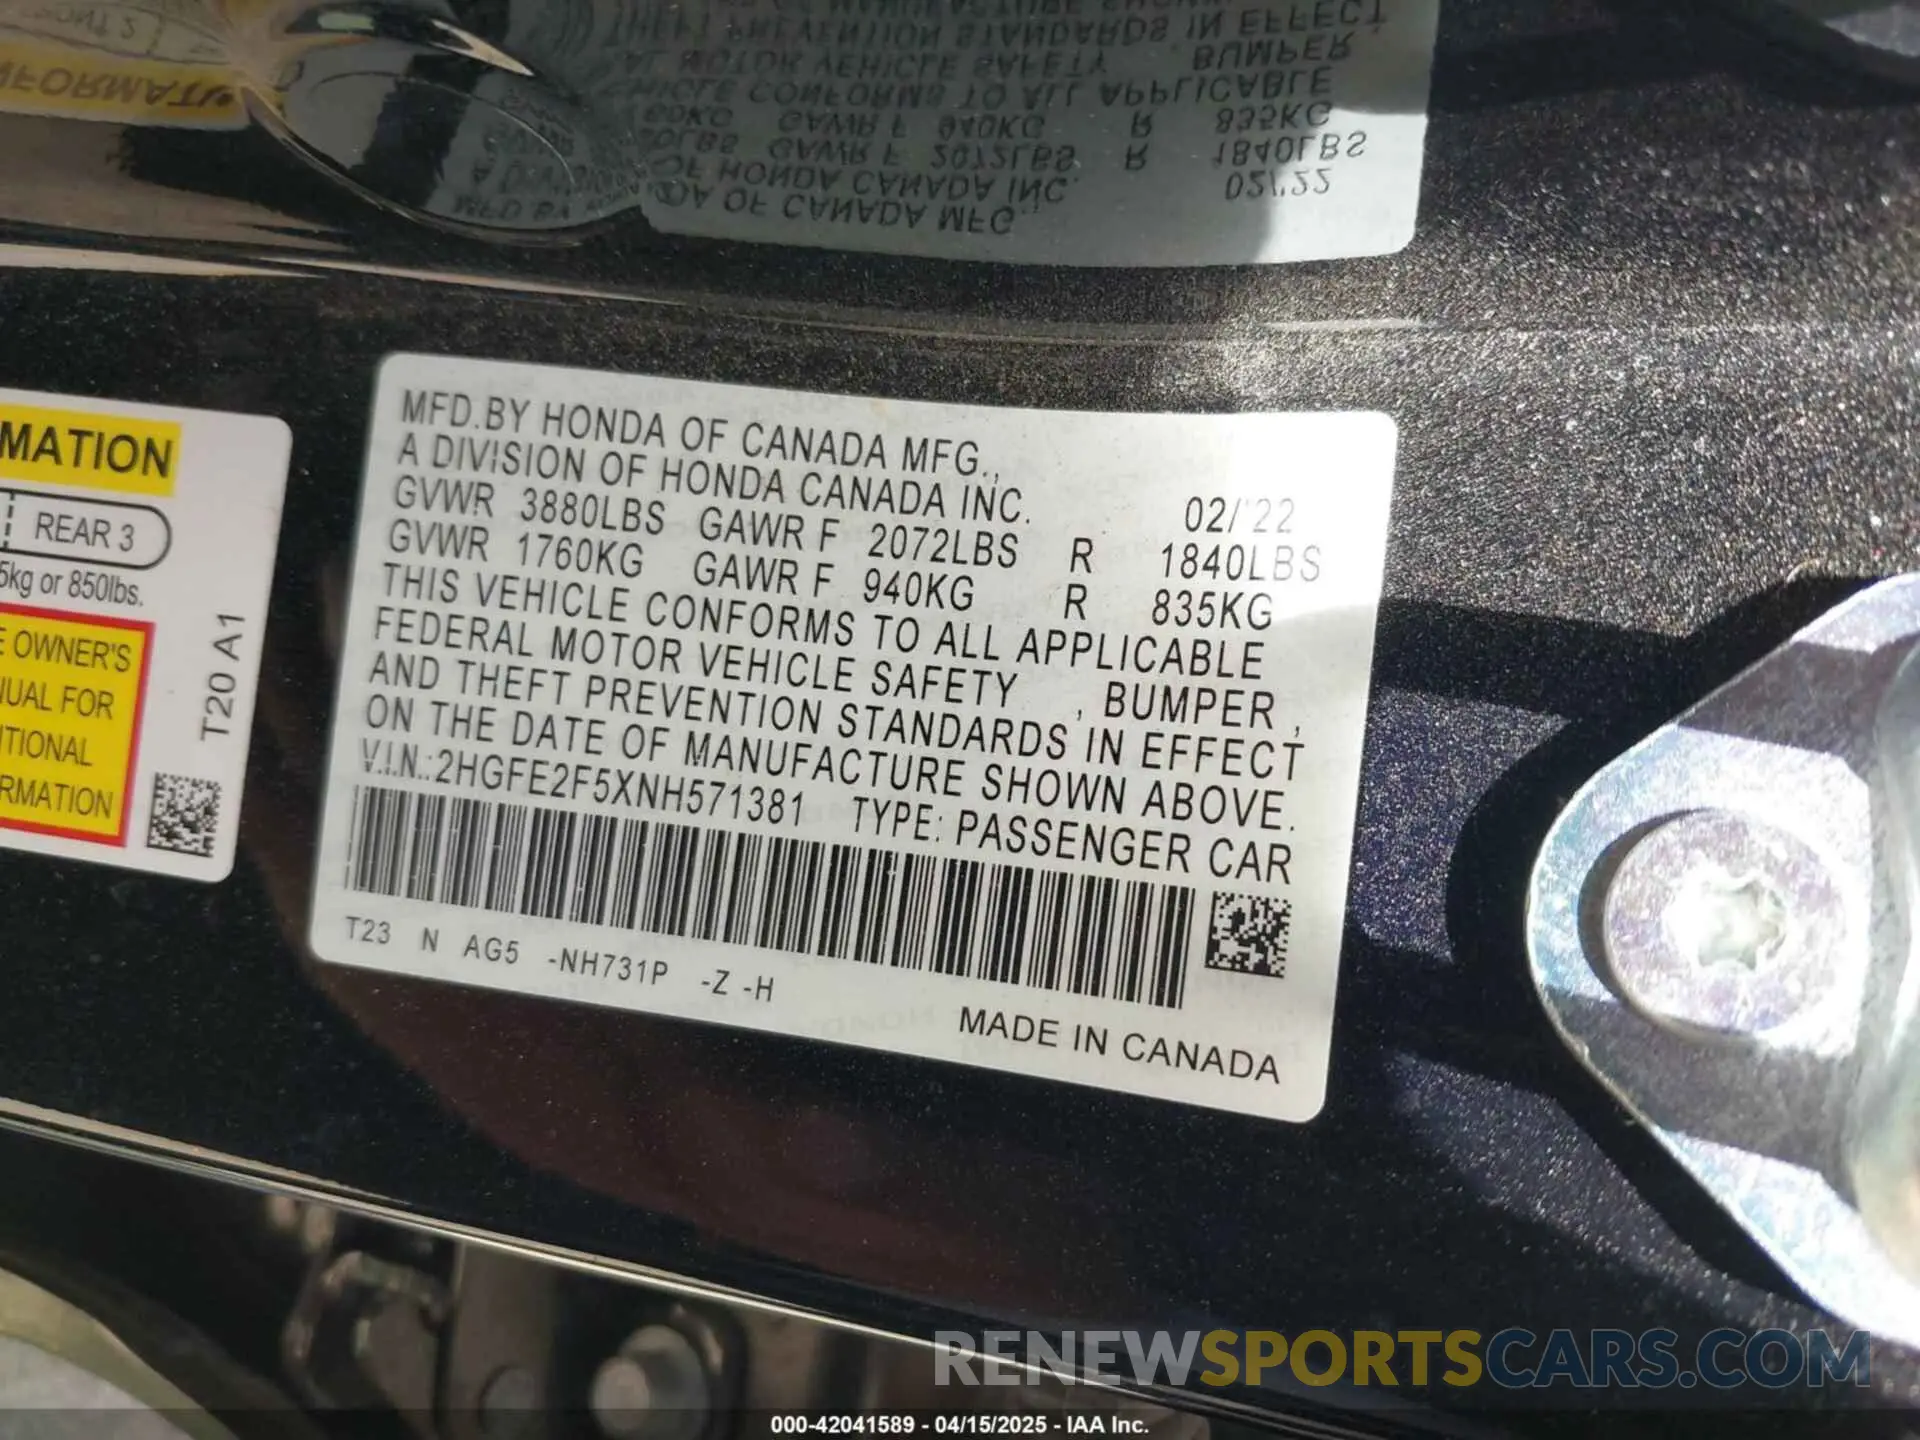 MATION
REAR 3
5kg or 850lbs.
E OWNER'S
NUAL FOR
ITIONAL
RMATION
T20 A1
MFD.BY HONDA OF CANADA MFG.,
A DIVISION OF HONDA CANADA INC. 02/'22
GVWR 3880LBS GAWR F 2072LBS R 1840LBS
GVWR 1760KG GAWR F 940KG R 835KG
THIS VEHICLE CONFORMS TO ALL APPLICABLE
FEDERAL MOTOR VEHICLE SAFETY , BUMPER ,
AND THEFT PREVENTION STANDARDS IN EFFECT
ON THE DATE OF MANUFACTURE SHOWN ABOVE.
V.I.N.:2HGFE2F5XNH571381 TYPE: PASSENGER CAR
T23 N AG5 -NH731P -Z -H
MADE IN CANADA
RENEWSPORTSCARS.COM
000-42041589 - 04/15/2025 - IAA Inc.